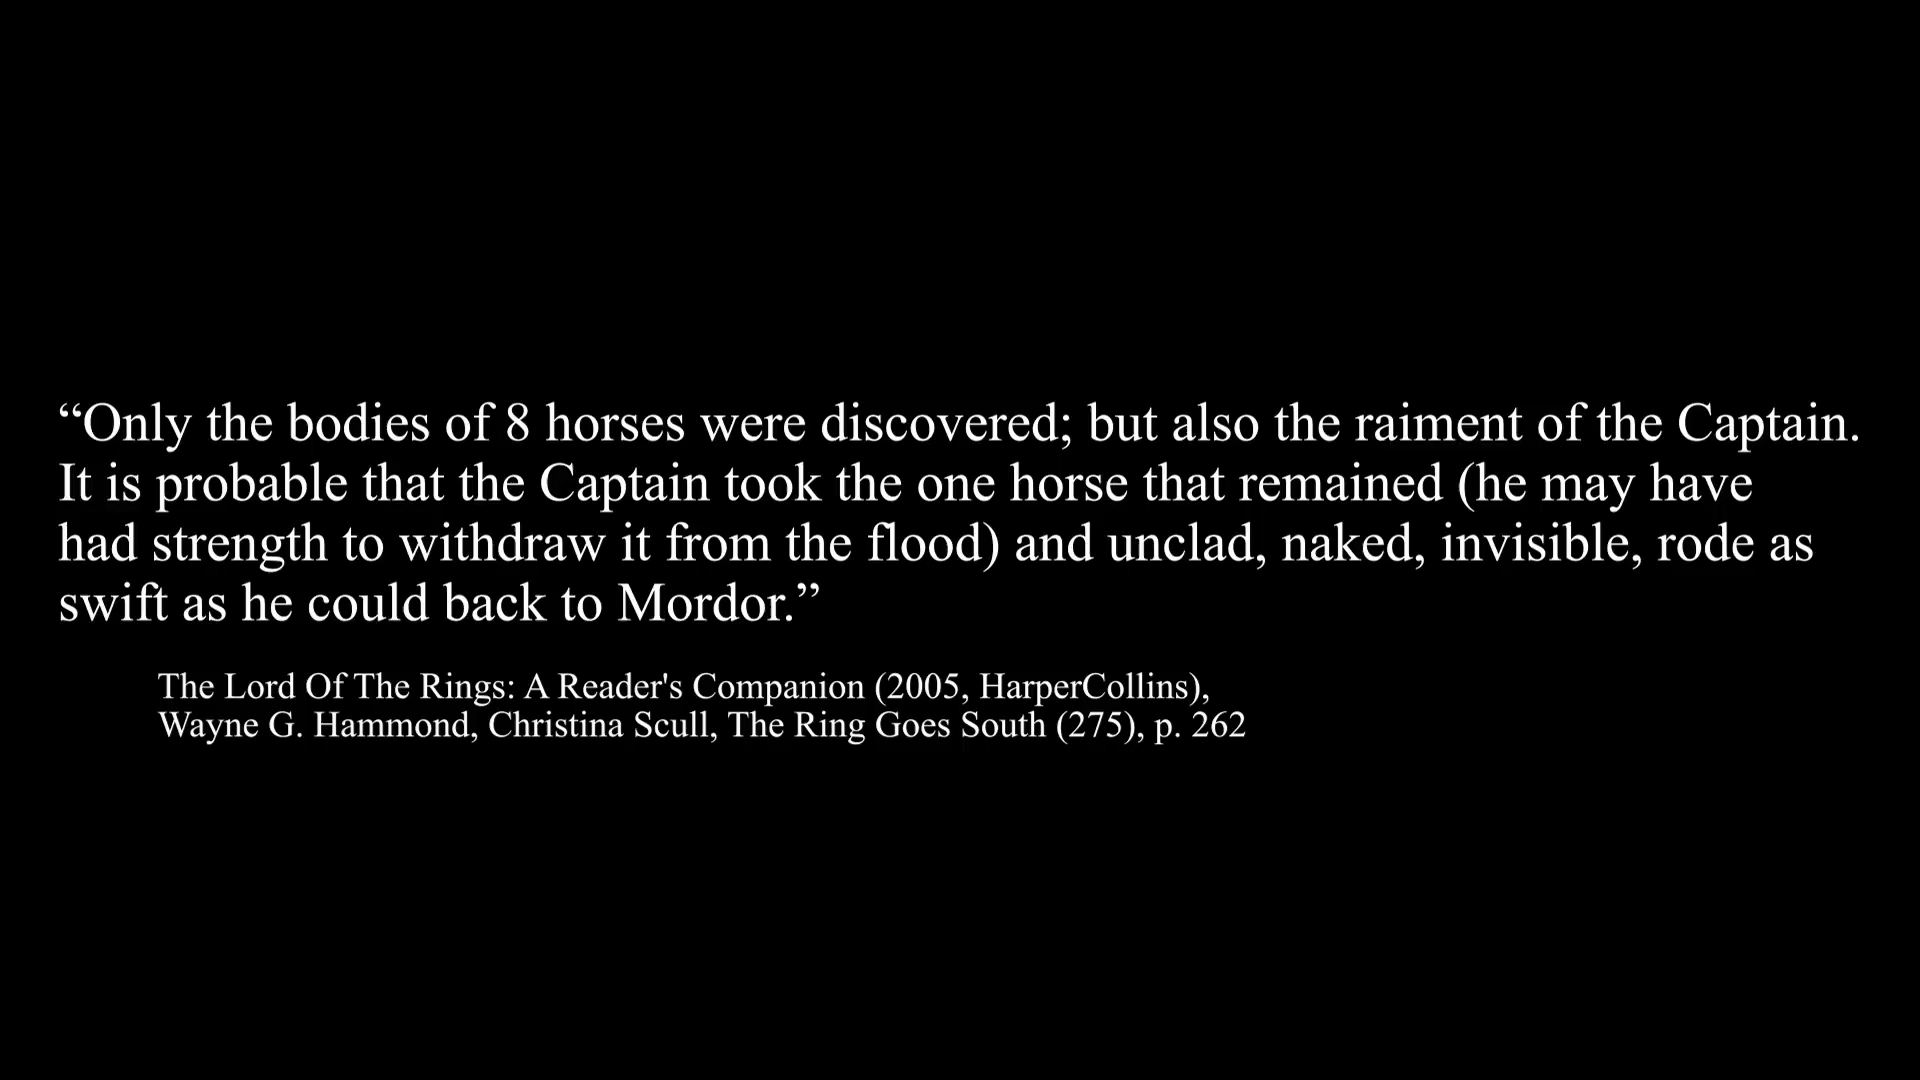 “Only the bodies of 8 horses were discovered; but also the raiment of the Captain.
It is probable that the Captain took the one horse that remained (he may have
had strength to withdraw it from the flood) and unclad, naked, invisible, rode as
swift as he could back to Mordor.”
The Lord Of The Rings: A Reader's Companion (2005, HarperCollins),
Wayne G. Hammond, Christina Scull, The Ring Goes South (275), p. 262